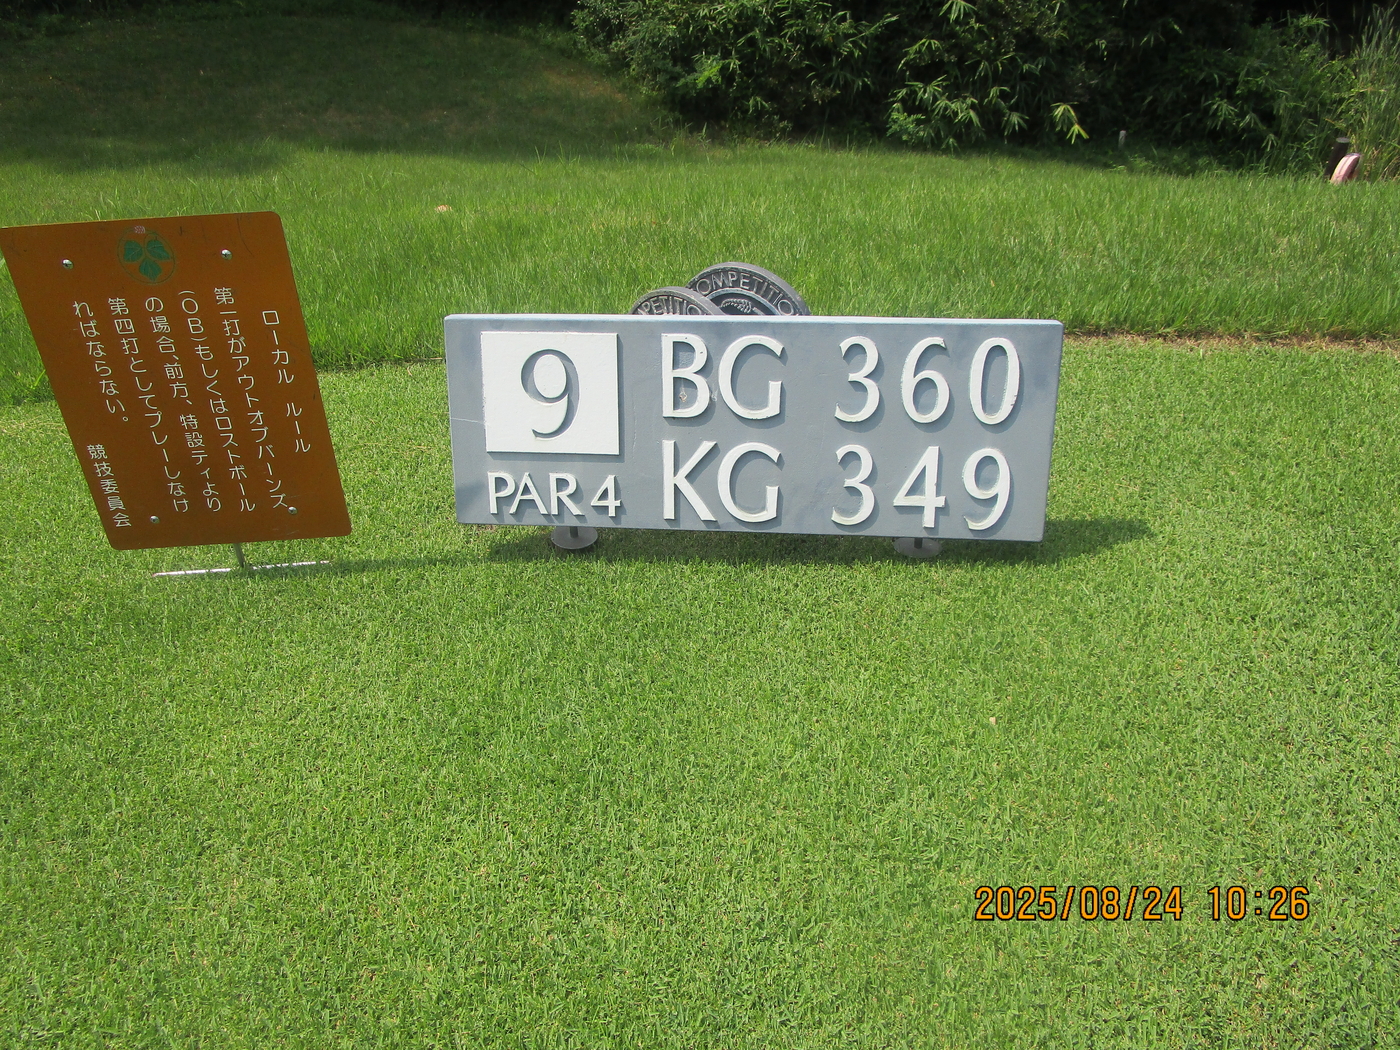 ローカル ルール
第一打がアウトオブバーンズ
(OB)もしくはロストボール
の場合、前方、特設ティより
第四打としてプレーしなけ
ればならない。
競技委員会
COMPETITIO
PETITIO
9
PAR 4
BG 360
KG 349
2025/08/24 10:26